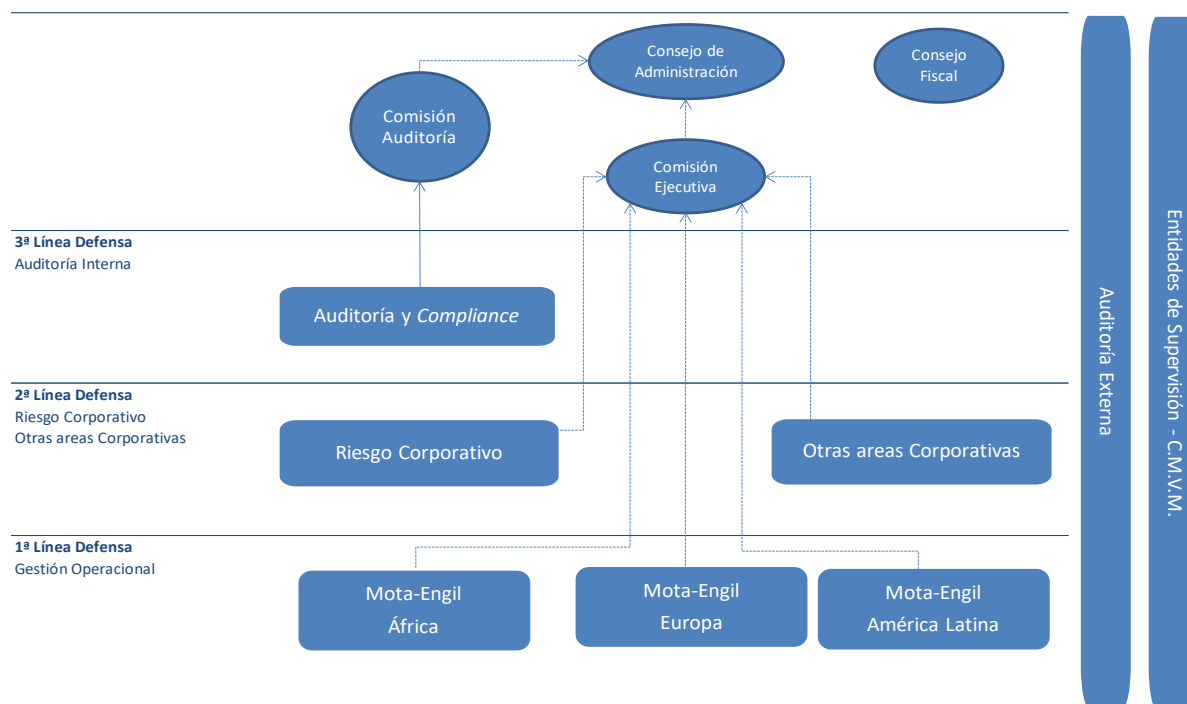 Consejo de
Administración
Consejo
Fiscal
Comisión
Auditoría
Comisión
Ejecutiva
3ª Línea Defensa
Auditoría Interna
Auditoría y Compliance
2ª Línea Defensa
Riesgo Corporativo
Otras areas Corporativas
Riesgo Corporativo
Otras areas Corporativas
1ª Línea Defensa
Gestión Operacional
Mota-Engil
África
Mota-Engil
Europa
Mota-Engil
América Latina
Auditoría Externa
Entidades de Supervisión - C.M.V.M.